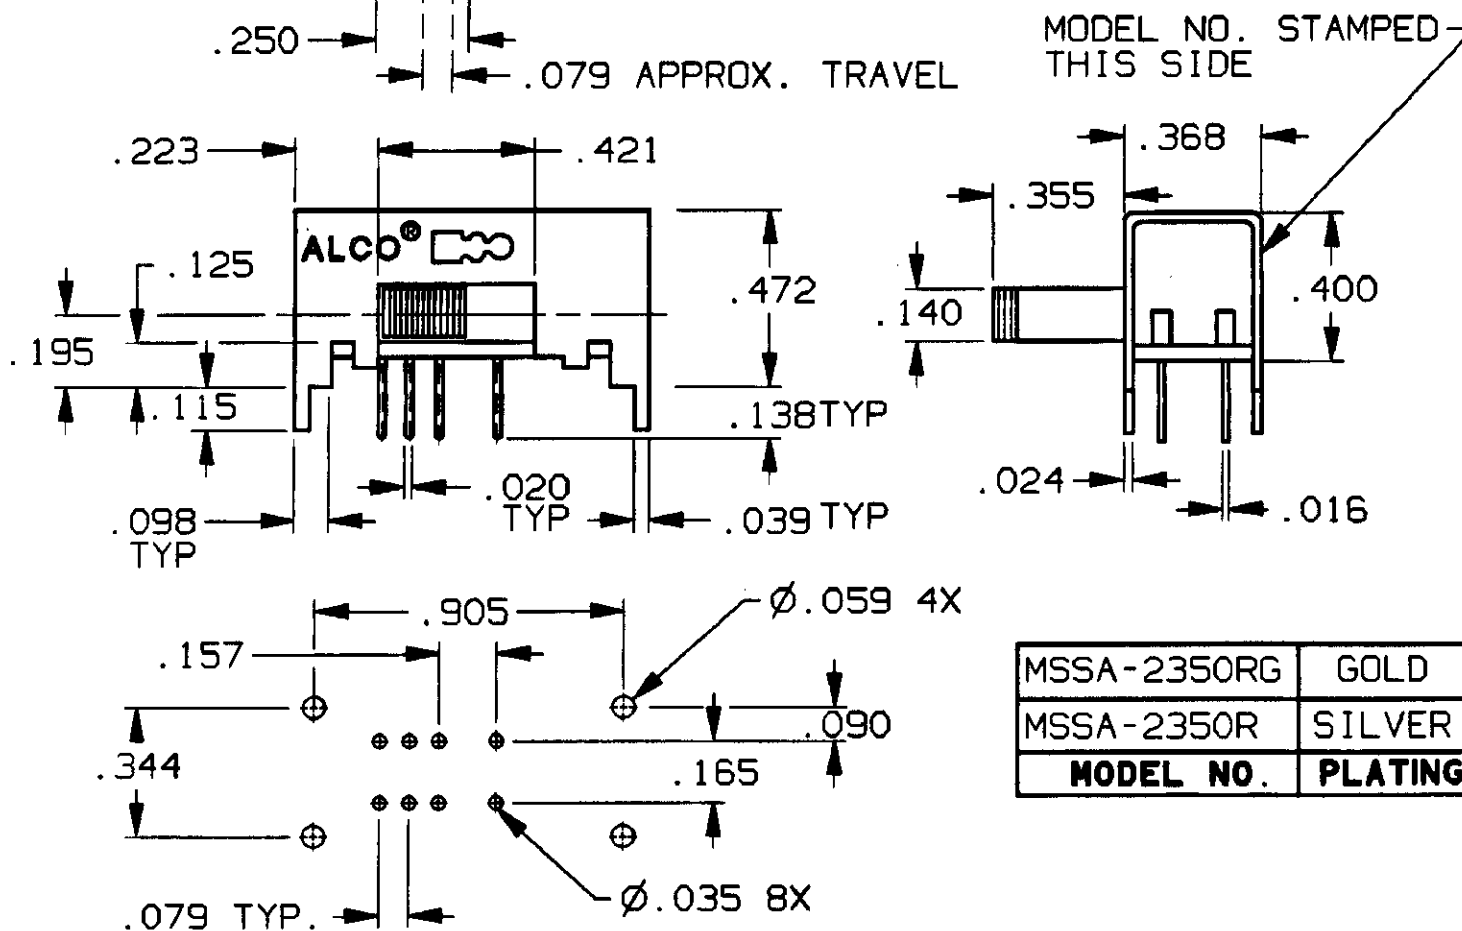 .250
.079 APPROX. TRAVEL
MODEL NO. STAMPED
THIS SIDE
.223
.421
.368
.355
ALCO®
.125
.472
.140
.400
.195
.115
.138 TYP
.020
TYP
.024
.016
.098
TYP
.039 TYP
.905
Ø.059 4X
.157
.090
.344
.165
.079 TYP.
Ø.035 8X
MSSA-2350RG GOLD
MSSA-2350R SILVER
MODEL NO. PLATING